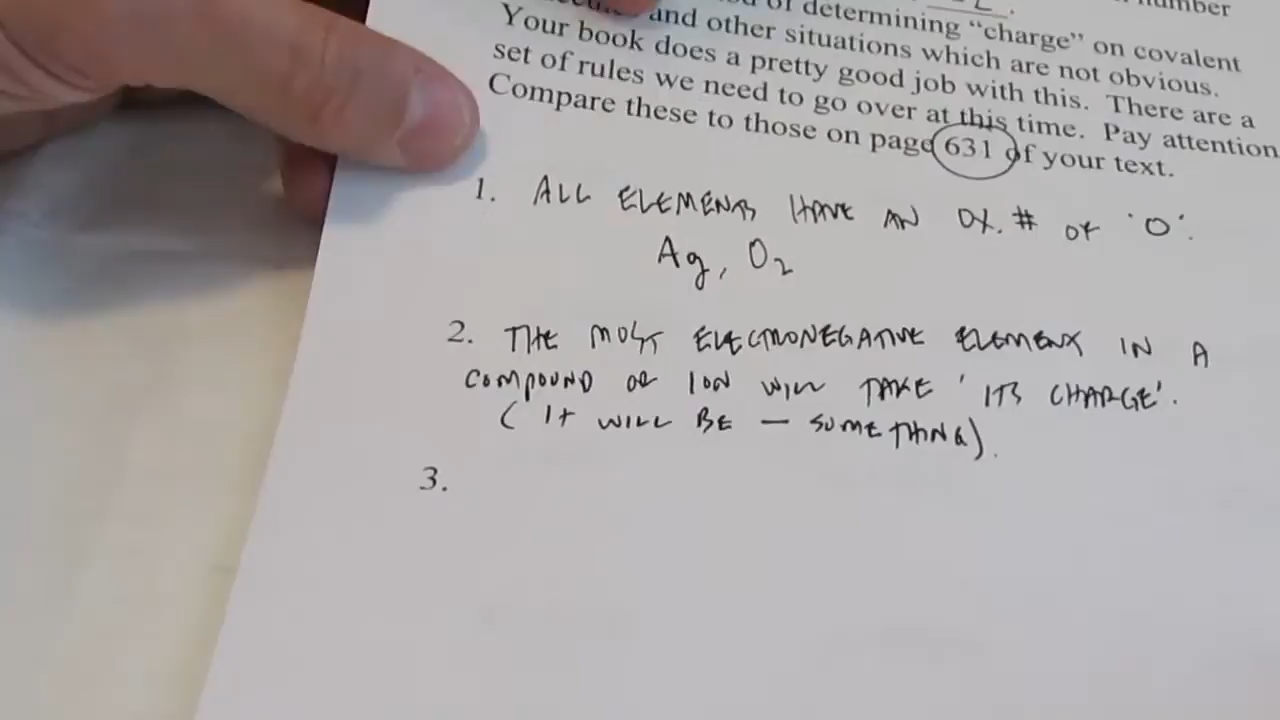 number
of determining "charge" on covalent
and other situations which are not obvious.
Your book does a pretty good job with this. There are a
set of rules we need to go over at this time. Pay attention
Compare these to those on page 631 of your text.
1. ALL ELEMENTS HAVE AN OX. # OF 'O'.
Ag, O2
2. THE MOST ELECTRONEGATIVE ELEMENT IN A
COMPOUND OR ION WILL TAKE 'ITS CHARGE'.
(IT WILL BE — SOMETHING).
3.